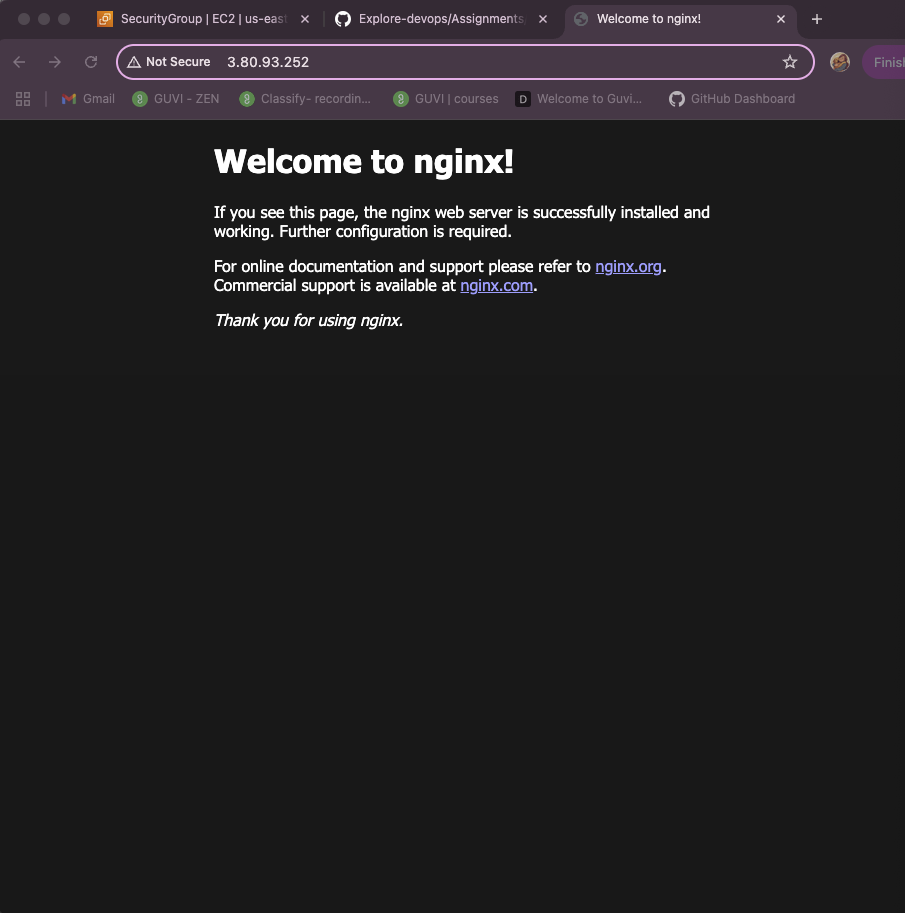 SecurityGroup | EC2 | us-east
Explore-devops/Assignments
Welcome to nginx!
Not Secure
3.80.93.252
Finish
Gmail
GUVI - ZEN
Classify- recordin...
GUVI | courses
D
Welcome to Guvi...
GitHub Dashboard
Welcome to nginx!
If you see this page, the nginx web server is successfully installed and
working. Further configuration is required.
For online documentation and support please refer to nginx.org.
Commercial support is available at nginx.com.
Thank you for using nginx.